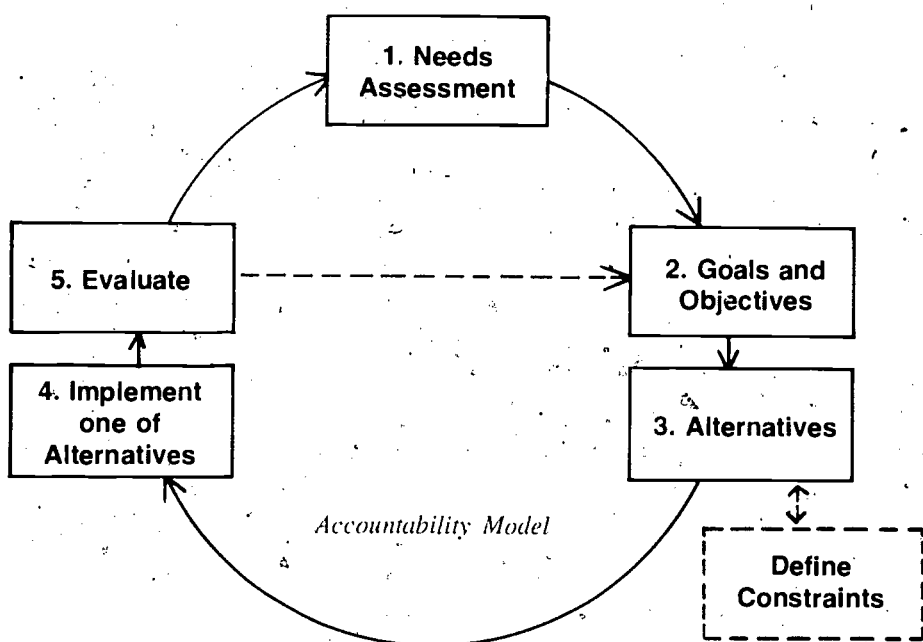 1. Needs
Assessment
5. Evaluate
2. Goals and
Objectives
4. Implement
one of
Alternatives
3. Alternatives
Accountability Model
Define
Constraints